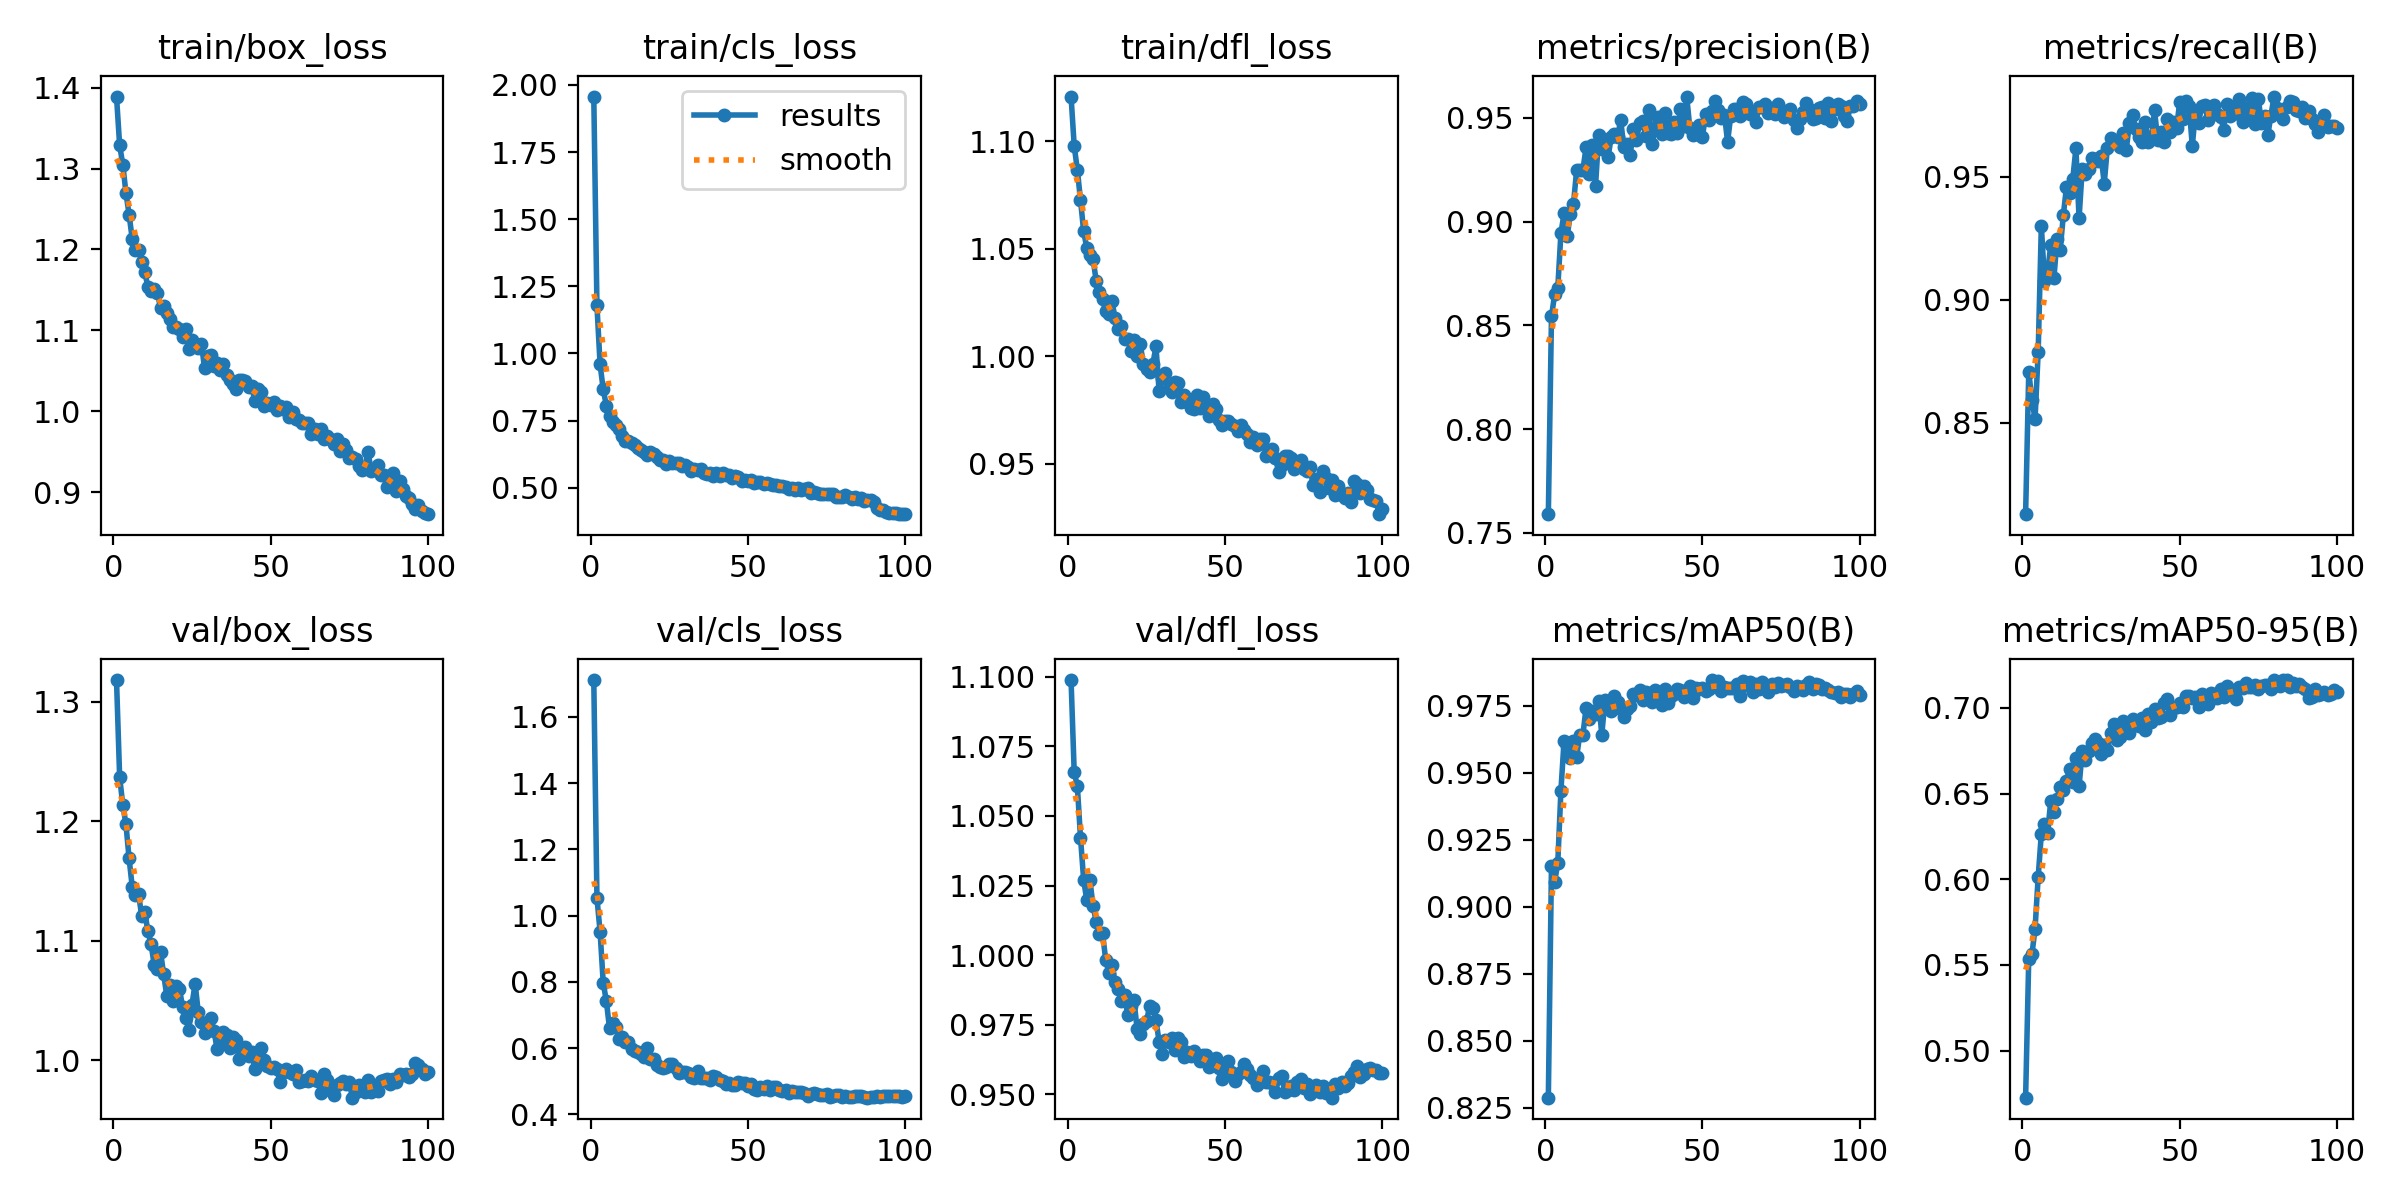 train/box_loss
train/cls_loss
train/dfl_loss
metrics/precision(B)
metrics/recall(B)
1.4
1.3
1.2
1.1
1.0
0.9
0 50 100
2.00
1.75
1.50
1.25
1.00
0.75
0.50
0 50 100
results
smooth
1.10
1.05
1.00
0.95
0 50 100
0.95
0.90
0.85
0.80
0.75
0 50 100
0.95
0.90
0.85
0 50 100
val/box_loss
val/cls_loss
val/dfl_loss
metrics/mAP50(B)
metrics/mAP50-95(B)
1.3
1.2
1.1
1.0
0 50 100
1.6
1.4
1.2
1.0
0.8
0.6
0.4
0 50 100
1.100
1.075
1.050
1.025
1.000
0.975
0.950
0 50 100
0.975
0.950
0.925
0.900
0.875
0.850
0.825
0 50 100
0.70
0.65
0.60
0.55
0.50
0 50 100